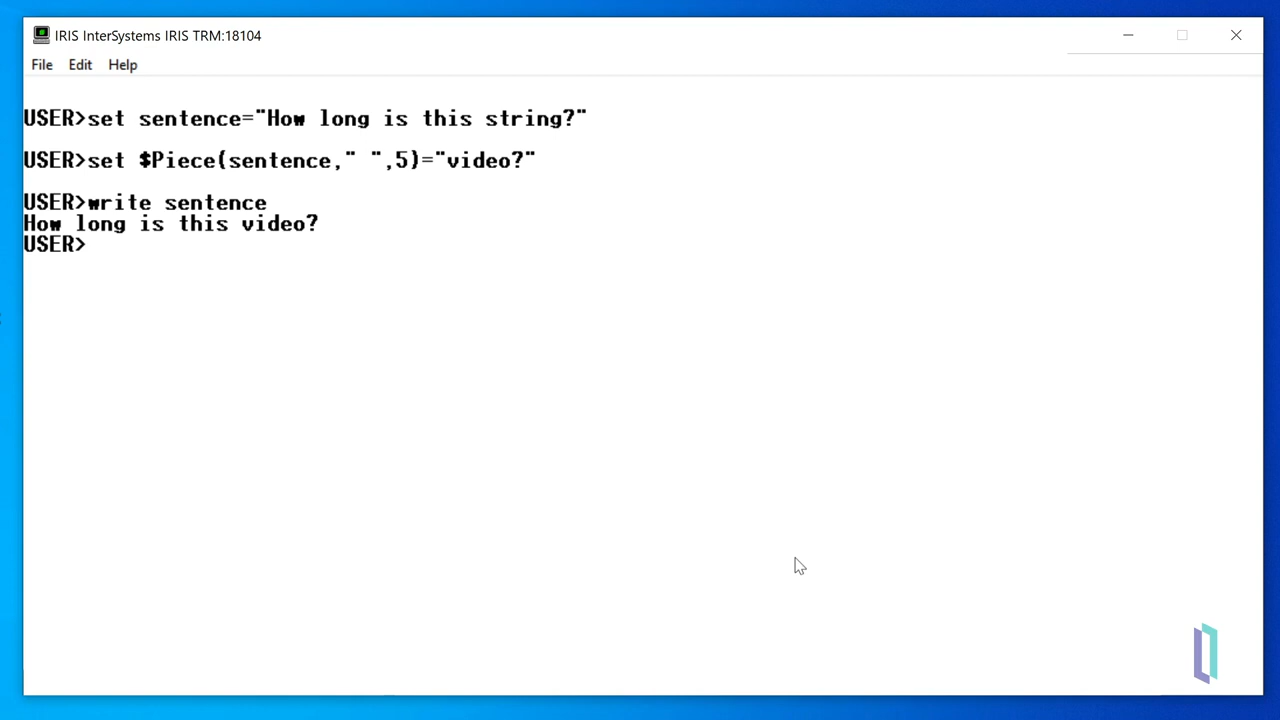 IRIS InterSystems IRIS TRM:18104
File Edit Help
USER>set sentence="How long is this string?"
USER>set $Piece(sentence," ",5)="video?"
USER>write sentence
How long is this video?
USER>